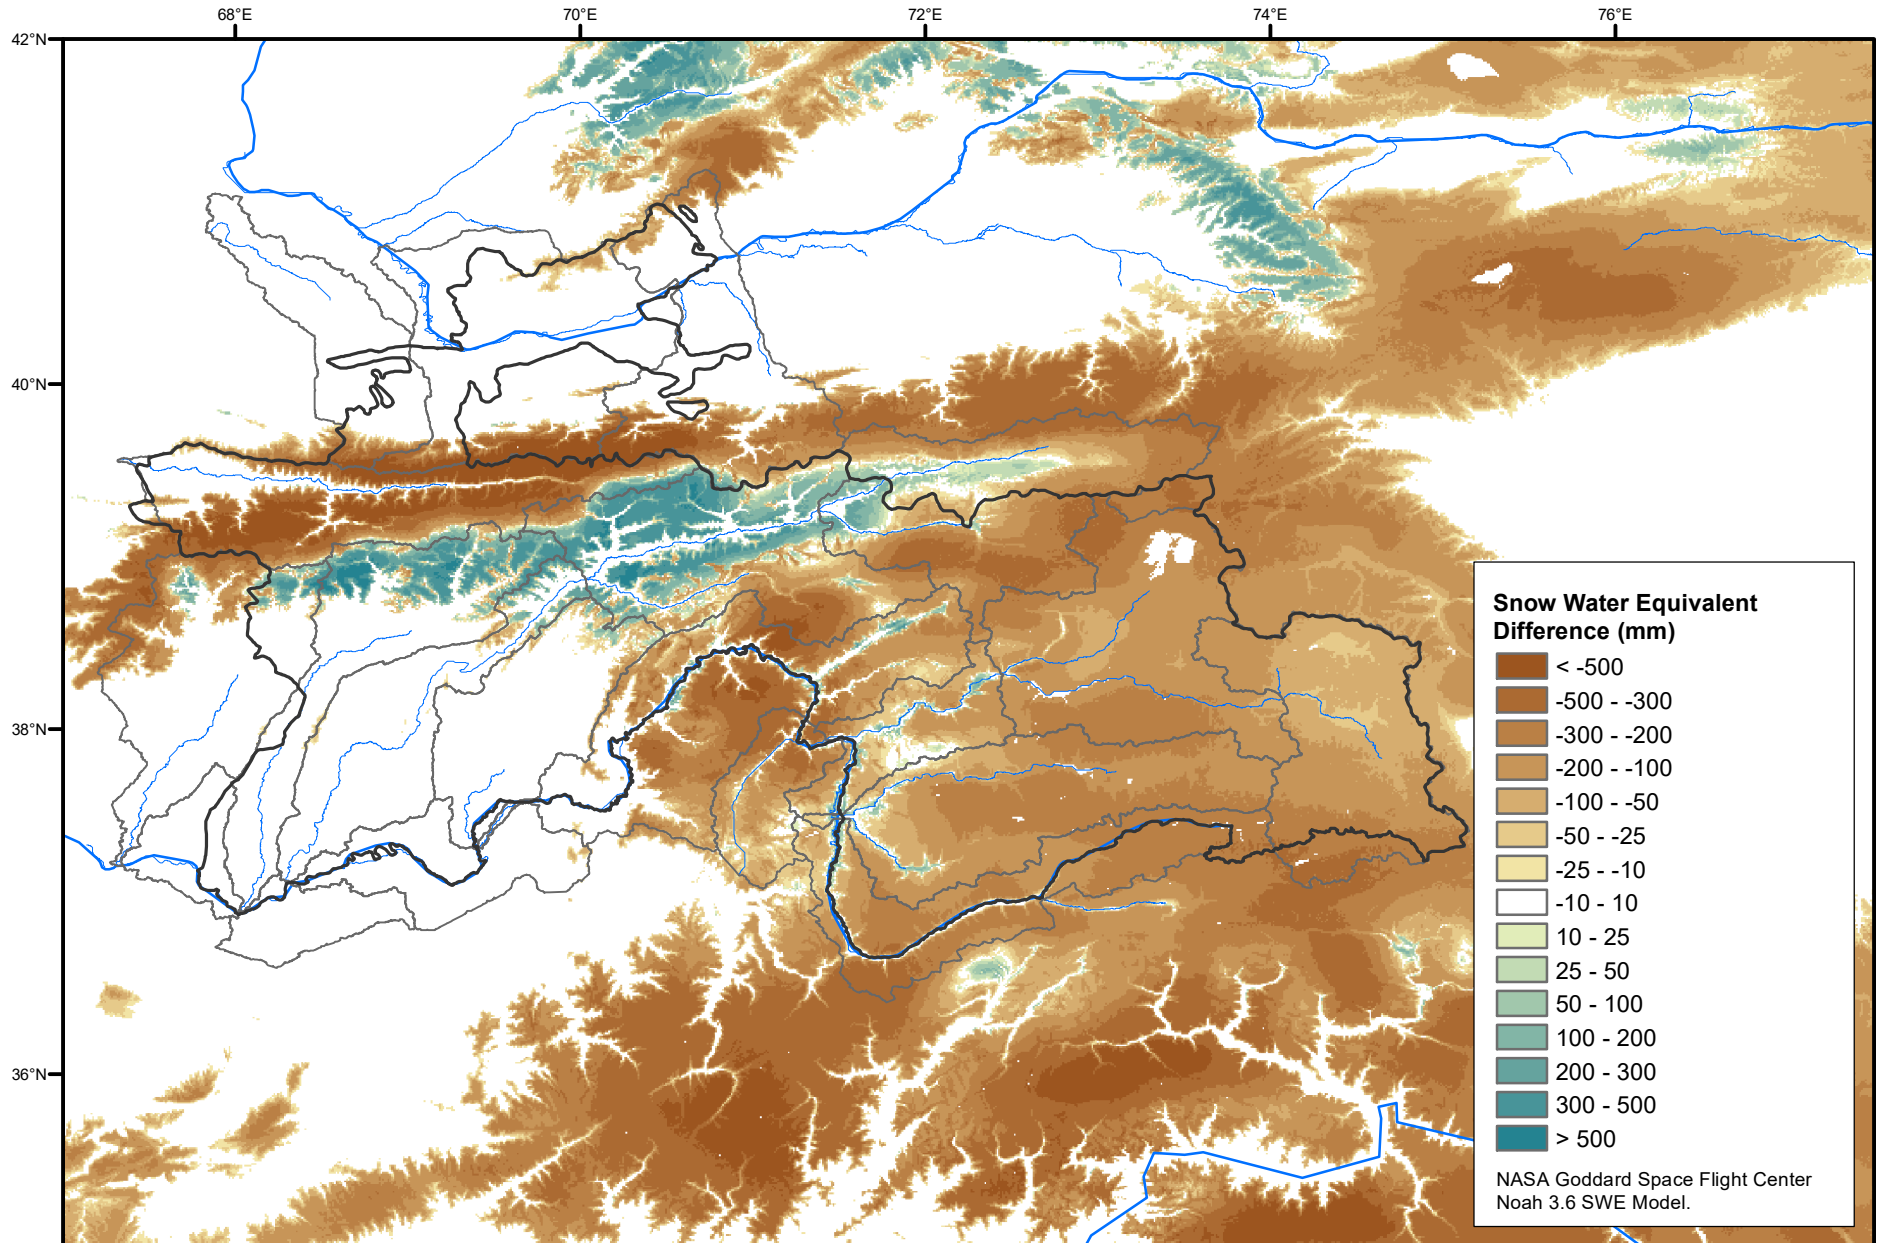 68°E
70°E
72°E
74°E
76°E
42°N
40°N
38°N
36°N
Snow Water Equivalent
Difference (mm)
< -500
-500 - -300
-300 - -200
-200 - -100
-100 - -50
-50 - -25
-25 - -10
-10 - 10
10 - 25
25 - 50
50 - 100
100 - 200
200 - 300
300 - 500
> 500
NASA Goddard Space Flight Center
Noah 3.6 SWE Model.